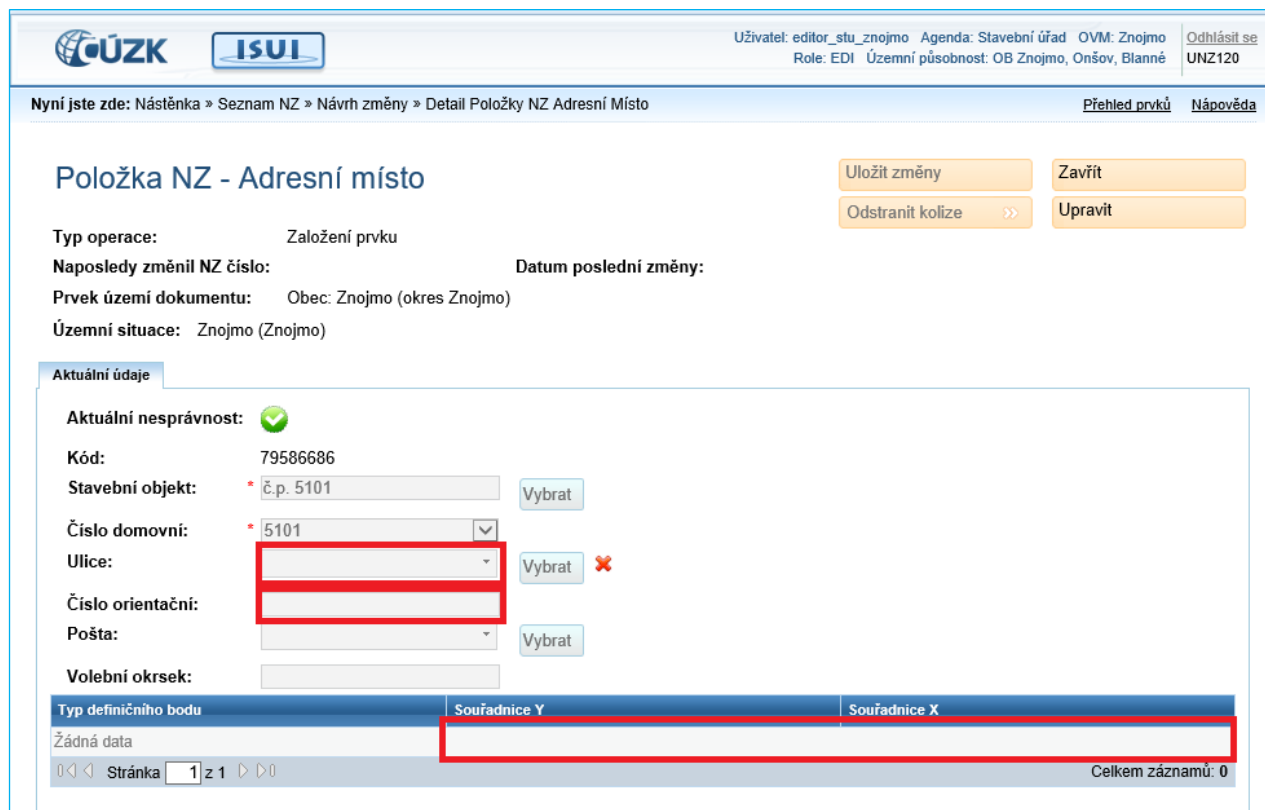 ČÚZK ISUI
Uživatel: editor_stu_znojmo Agenda: Stavební úřad OVM: Znojmo Odhlásit se
Role: EDI Územní působnost: OB Znojmo, Onšov, Blanné UNZ120
Nyní jste zde: Nástěnka » Seznam NZ » Návrh změny » Detail Položky NZ Adresní Místo Přehled prvků Nápověda
Položka NZ - Adresní místo
Uložit změny Zavřít
Odstranit kolize Upravit
Typ operace: Založení prvku
Naposledy změnil NZ číslo: Datum poslední změny:
Prvek území dokumentu: Obec: Znojmo (okres Znojmo)
Územní situace: Znojmo (Znojmo)
Aktuální údaje
Aktuální nesprávnost:
Kód: 79586686
Stavební objekt: * č.p. 5101 Vybrat
Číslo domovní: * 5101
Ulice: Vybrat
Číslo orientační:
Pošta: Vybrat
Volební okrsek:
Typ definičního bodu Souřadnice Y Souřadnice X
Žádná data
Stránka 1 z 1 Celkem záznamů: 0